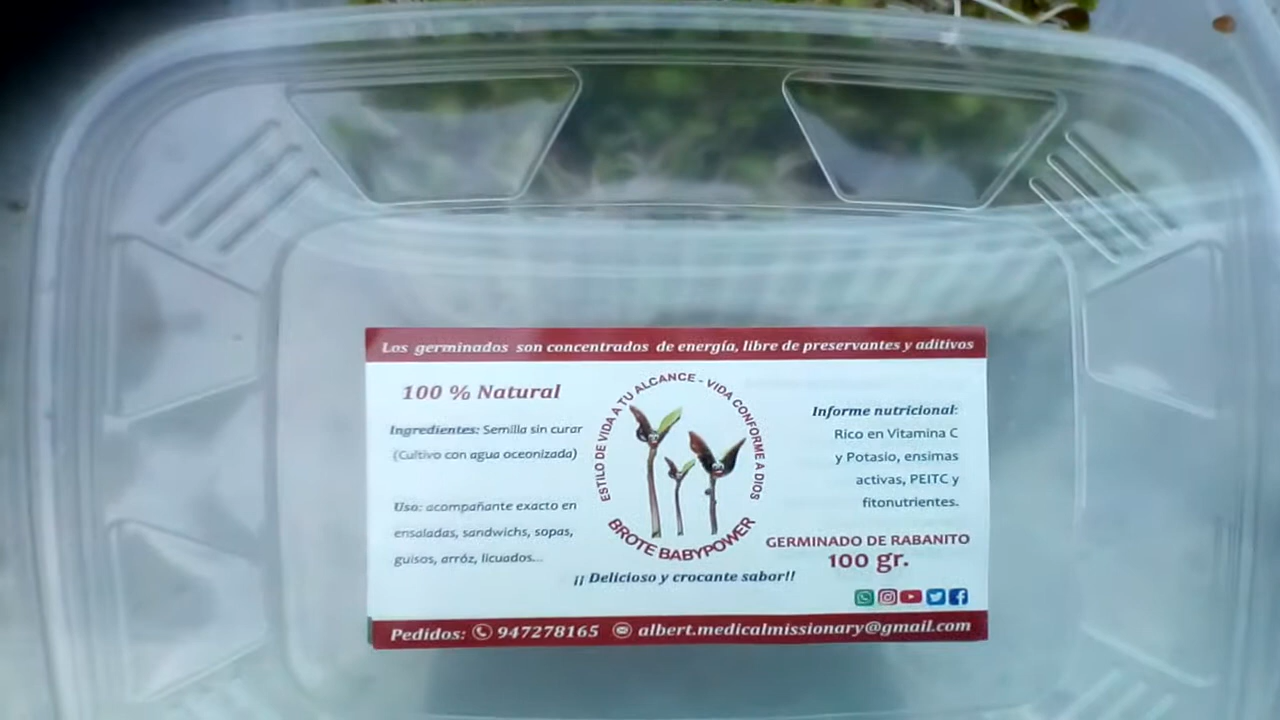 Los germinados son concentrados de energía, libre de preservantes y aditivos
100 % Natural
Ingredientes: Semilla sin curar
(Cultivo con agua oceonizada)
Uso: acompañante exacto en
ensaladas, sandwichs, sopas,
guisos, arróz, licuados...
ESTILO DE VIDA A TU ALCANCE - VIDA CONFORME A DIOS
BROTE BABYPOWER
¡¡ Delicioso y crocante sabor!!
Informe nutricional:
Rico en Vitamina C
y Potasio, ensimas
activas, PEITC y
fitonutrientes.
GERMINADO DE RABANITO
100 gr.
Pedidos: 947278165 albert.medicalmissionary@gmail.com